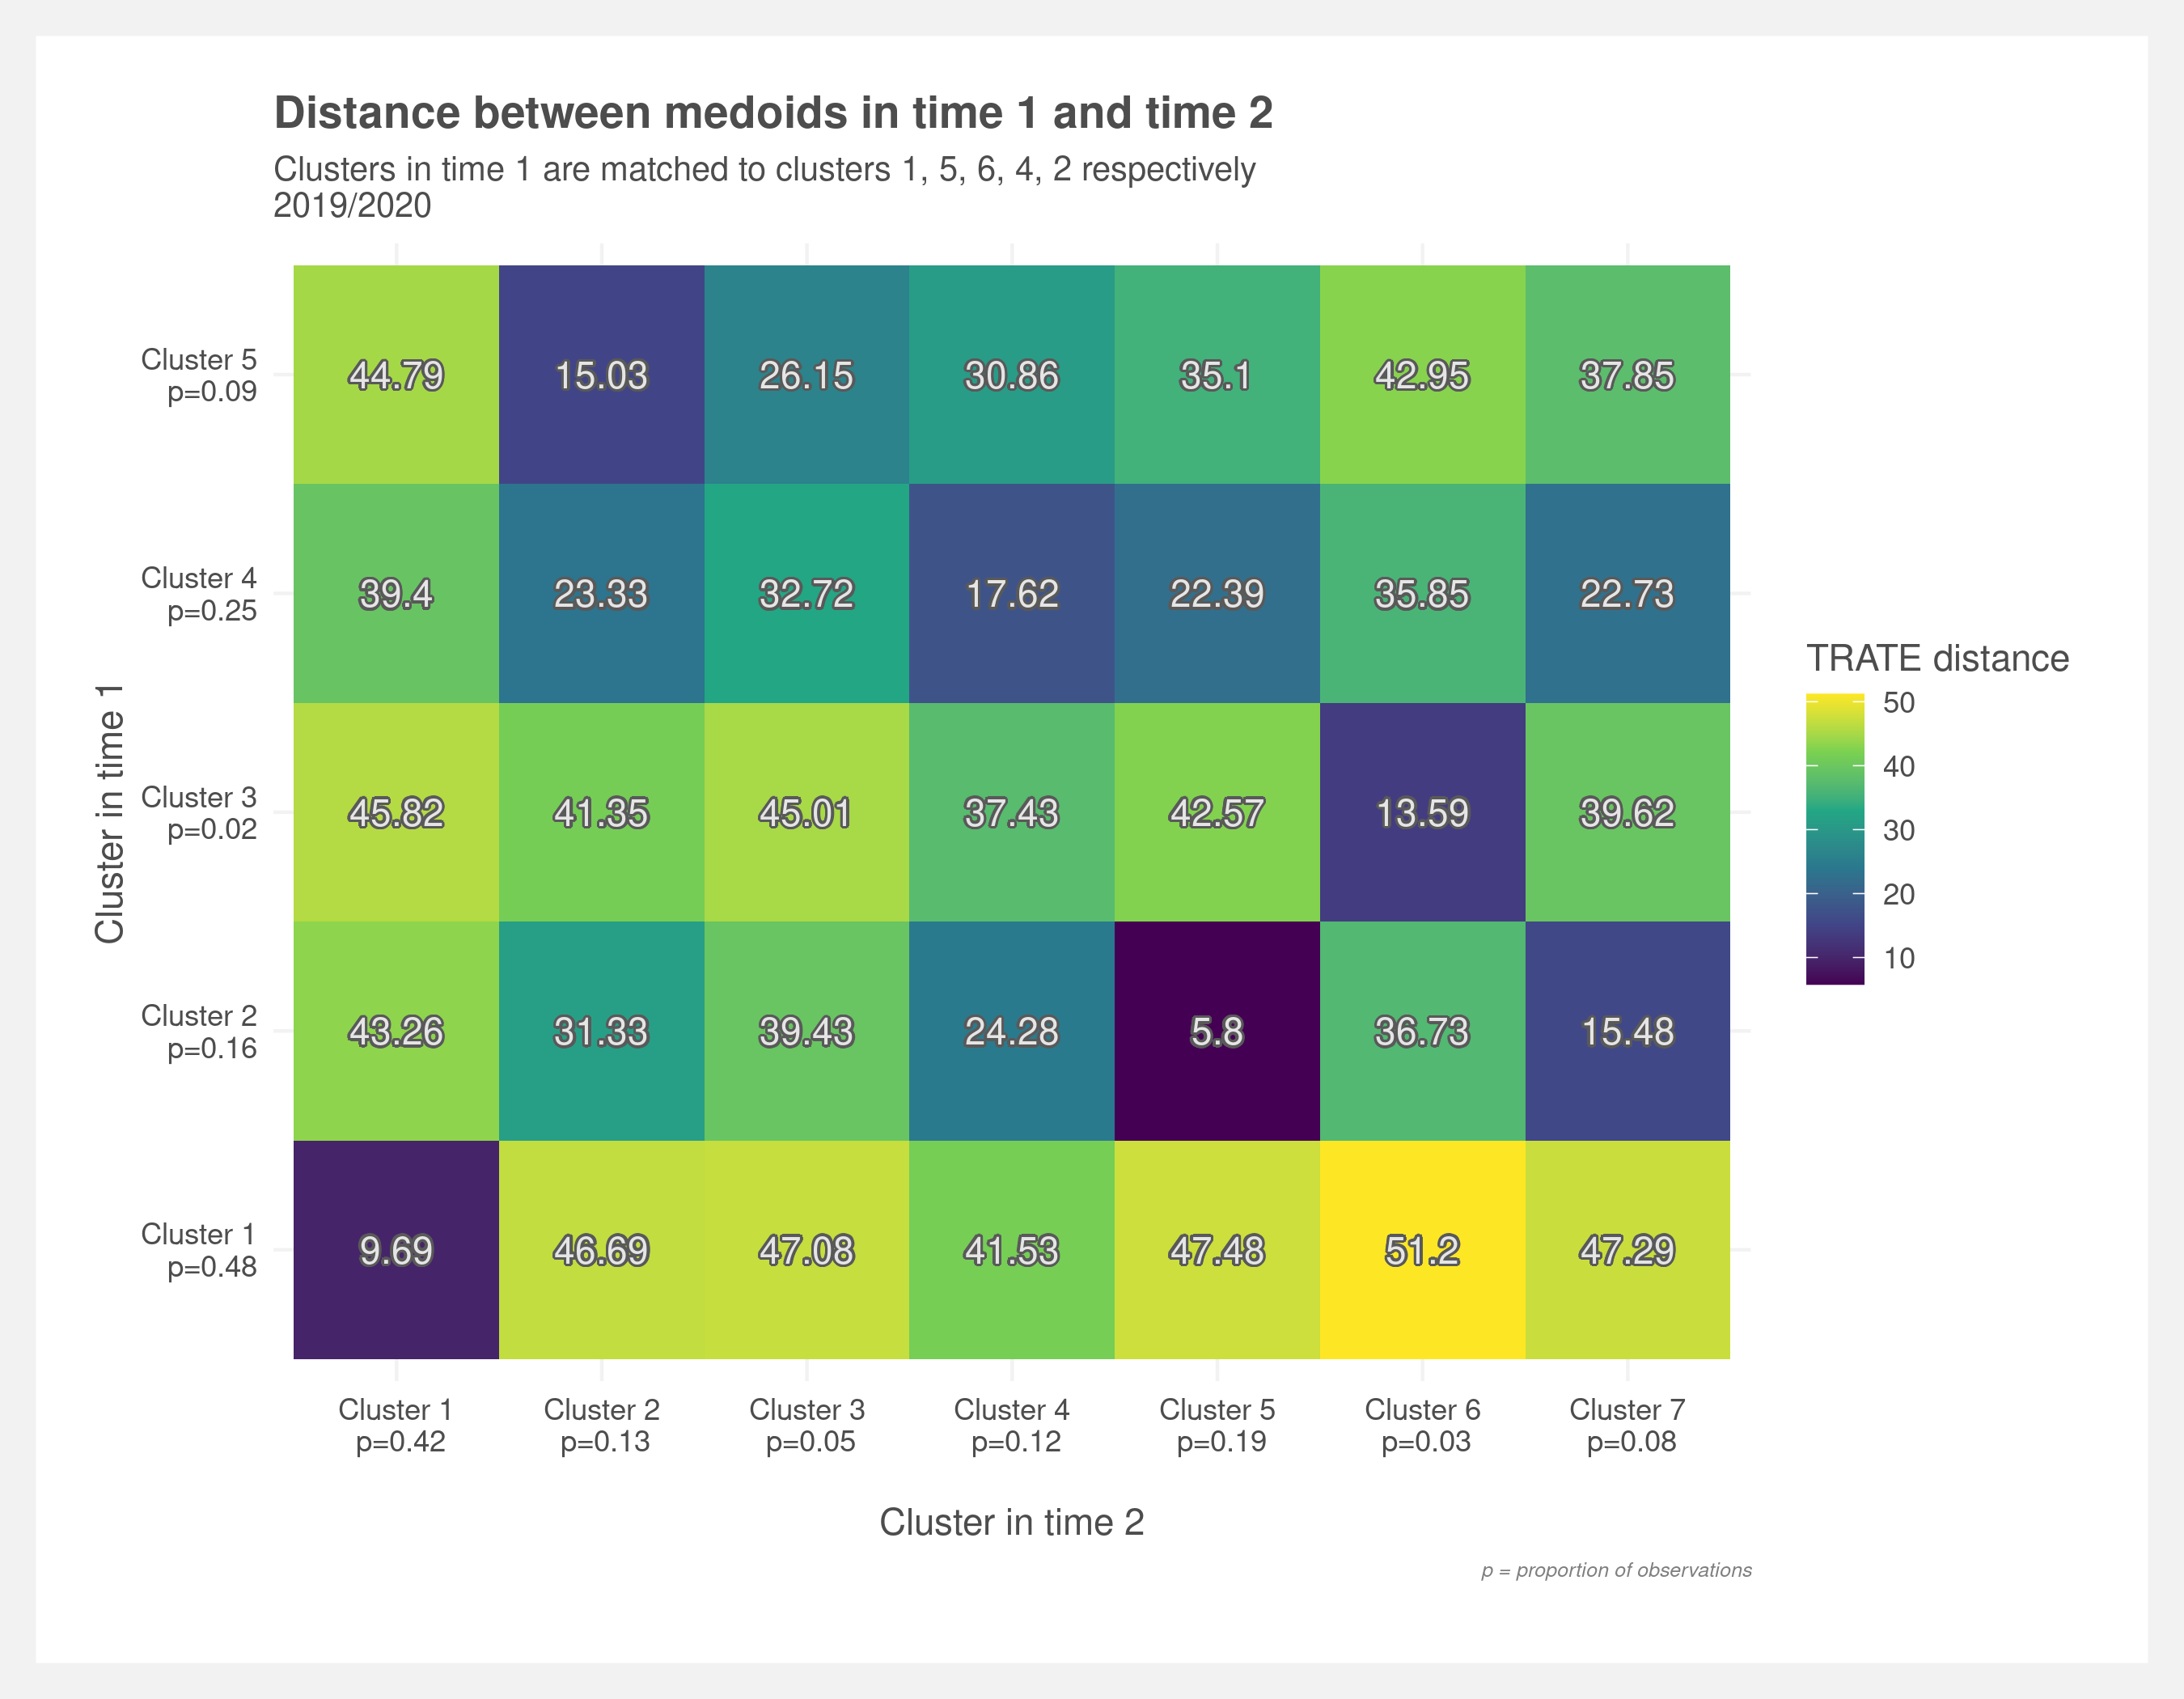 Distance between medoids in time 1 and time 2
Clusters in time 1 are matched to clusters 1, 5, 6, 4, 2 respectively
2019/2020
Cluster in time 1
Cluster 5
p=0.09
44.79 15.03 26.15 30.86 35.1 42.95 37.85
Cluster 4
p=0.25
39.4 23.33 32.72 17.62 22.39 35.85 22.73
Cluster 3
p=0.02
45.82 41.35 45.01 37.43 42.57 13.59 39.62
Cluster 2
p=0.16
43.26 31.33 39.43 24.28 5.8 36.73 15.48
Cluster 1
p=0.48
9.69 46.69 47.08 41.53 47.48 51.2 47.29
Cluster 1 Cluster 2 Cluster 3 Cluster 4 Cluster 5 Cluster 6 Cluster 7
p=0.42 p=0.13 p=0.05 p=0.12 p=0.19 p=0.03 p=0.08
Cluster in time 2
TRATE distance
50
40
30
20
10
p = proportion of observations